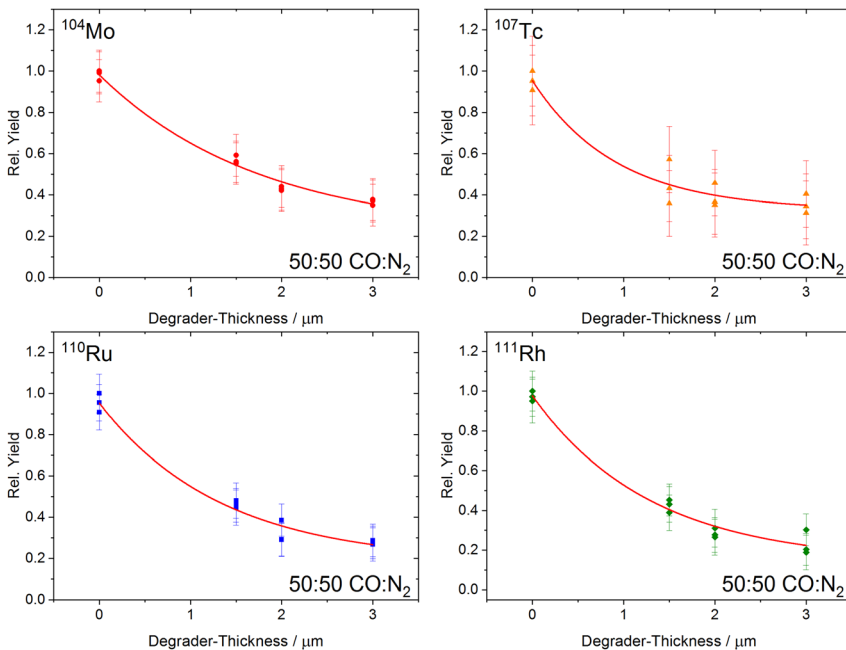 ¹⁰⁴Mo
1.2
1.0
0.8
0.6
0.4
0.2
0.0
Rel. Yield
50:50 CO:N₂
0 1 2 3
Degrader-Thickness / μm
¹⁰⁷Tc
1.2
1.0
0.8
0.6
0.4
0.2
0.0
Rel. Yield
50:50 CO:N₂
0 1 2 3
Degrader-Thickness / μm
¹¹⁰Ru
1.2
1.0
0.8
0.6
0.4
0.2
0.0
Rel. Yield
50:50 CO:N₂
0 1 2 3
Degrader-Thickness / μm
¹¹¹Rh
1.2
1.0
0.8
0.6
0.4
0.2
0.0
Rel. Yield
50:50 CO:N₂
0 1 2 3
Degrader-Thickness / μm